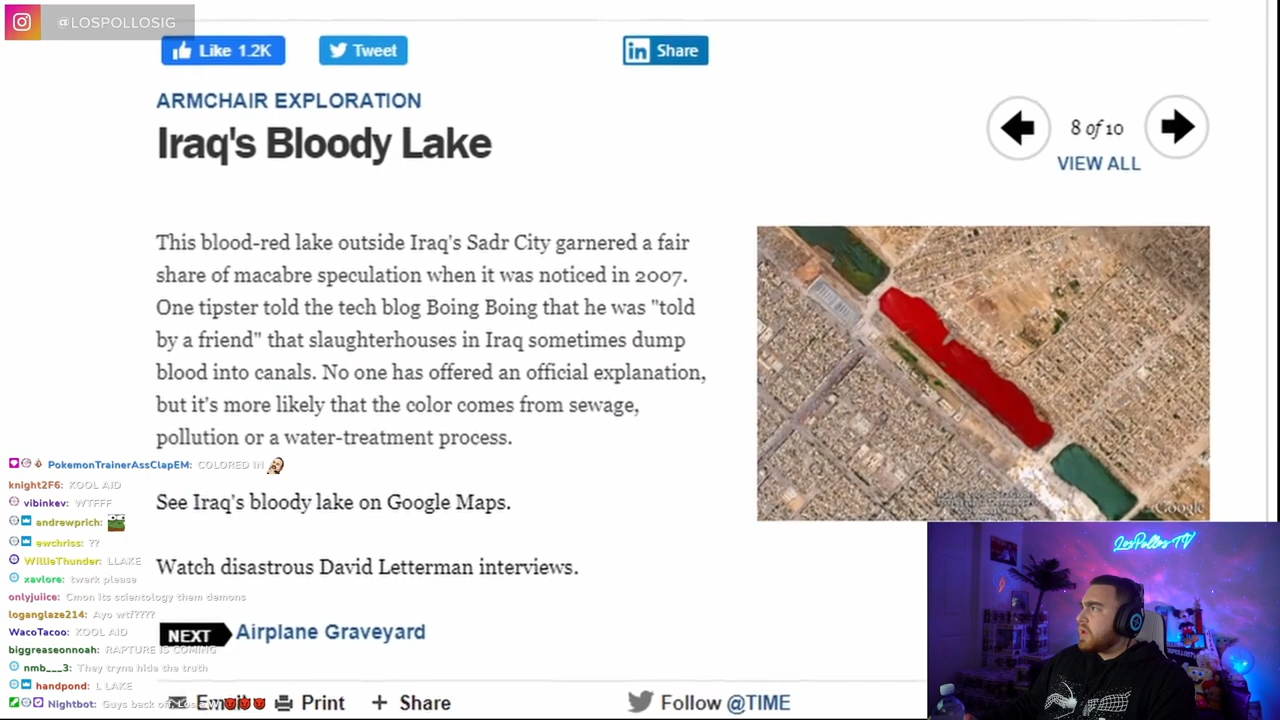 @LOSPOLLOSIG
Like 1.2K
Tweet
in Share
ARMCHAIR EXPLORATION
Iraq's Bloody Lake
8 of 10
VIEW ALL
This blood-red lake outside Iraq's Sadr City garnered a fair
share of macabre speculation when it was noticed in 2007.
One tipster told the tech blog Boing Boing that he was "told
by a friend" that slaughterhouses in Iraq sometimes dump
blood into canals. No one has offered an official explanation,
but it's more likely that the color comes from sewage,
pollution or a water-treatment process.
See Iraq's bloody lake on Google Maps.
Watch disastrous David Letterman interviews.
NEXT Airplane Graveyard
Print
+ Share
Follow @TIME
Google
LosPollos TV
PokemonTrainerAssClapEM: COLORED IN
knight2F6: KOOL AID
vibinkev: WTFFF
andrewprich:
ewchriss: ??
WillieThunder: LLAKE
xavlore: twerk please
onlyjuiice: Cmon its scientology them demons
loganglaze214: Ayo wtf????
WacoTacoo: KOOL AID
biggreaseonnoah: RAPTURE IS COMING
nmb___3: They tryna hide the truth
handpond: L LAKE
Nightbot: Guys back off